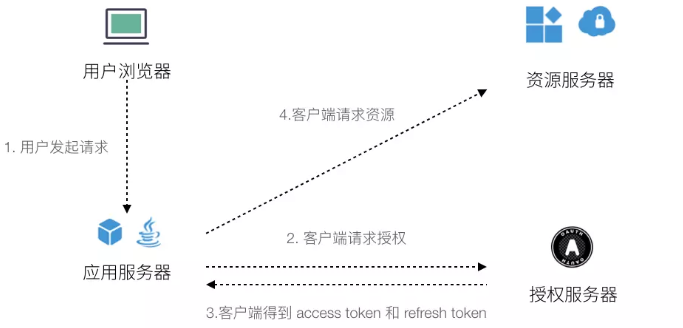 用户浏览器
资源服务器
4.客户端请求资源
1. 用户发起请求
2. 客户端请求授权
OAUTH
A
OAUTH
应用服务器
授权服务器
3.客户端得到 access token 和 refresh token